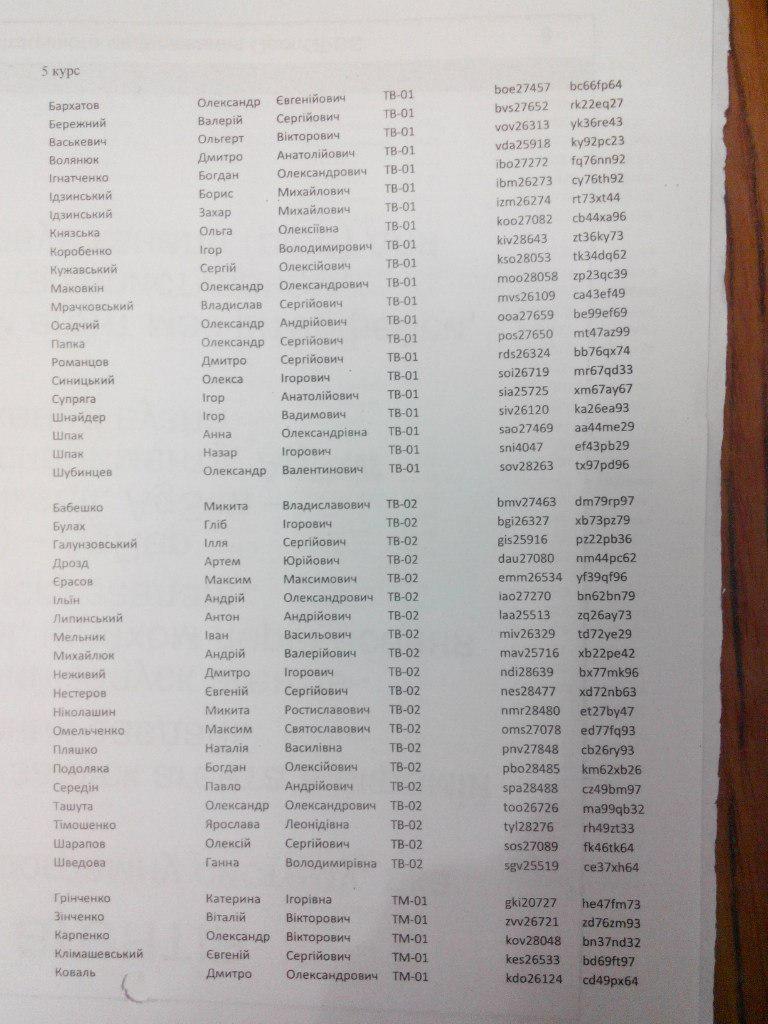 5 курс
Бархатов Олександр Євгенійович ТВ-01 boe27457 bc66fp64
Бережний Валерій Сергійович ТВ-01 bvs27652 rk22eq27
Васькевич Ольгерт Вікторович ТВ-01 vov26313 yk36re43
Волянюк Дмитро Анатолійович ТВ-01 vda25918 ky92pc23
Ігнатченко Богдан Олександрович ТВ-01 ibo27272 fq76nn92
Ідзинський Борис Михайлович ТВ-01 ibm26273 cy76th92
Ідзинський Захар Михайлович ТВ-01 izm26274 rt73xt44
Князська Ольга Олексіївна ТВ-01 koo27082 cb44xa96
Коробенко Ігор Володимирович ТВ-01 kiv28643 zt36ky73
Кужавський Сергій Олексійович ТВ-01 kso28053 tk34dq62
Маковкін Олександр Олександрович ТВ-01 moo28058 zp23qc39
Мрачковський Владислав Сергійович ТВ-01 mvs26109 ca43ef49
Осадчий Олександр Андрійович ТВ-01 ooa27659 be99ef69
Папка Олександр Сергійович ТВ-01 pos27650 mt47az99
Романцов Дмитро Сергійович ТВ-01 rds26324 bb76qx74
Синицький Олекса Ігорович ТВ-01 soi26719 mr67qd33
Супряга Ігор Анатолійович ТВ-01 sia25725 xm67ay67
Шнайдер Ігор Вадимович ТВ-01 siv26120 ka26ea93
Шпак Анна Олександрівна ТВ-01 sao27469 aa44me29
Шпак Назар Ігорович ТВ-01 sni4047 ef43pb29
Шубинцев Олександр Валентинович ТВ-01 sov28263 tx97pd96
Бабешко Микита Владиславович ТВ-02 bmv27463 dm79rp97
Булах Гліб Ігорович ТВ-02 bgi26327 xb73pz79
Галунзовський Ілля Сергійович ТВ-02 gis25916 pz22pb36
Дрозд Артем Юрійович ТВ-02 dau27080 nm44pc62
Єрасов Максим Максимович ТВ-02 emm26534 yf39qf96
Ільїн Андрій Олександрович ТВ-02 iao27270 bn62bn79
Липинський Антон Андрійович ТВ-02 laa25513 zq26ay73
Мельник Іван Васильович ТВ-02 miv26329 td72ye29
Михайлюк Андрій Валерійович ТВ-02 mav25716 xb22pe42
Неживий Дмитро Ігорович ТВ-02 ndi28639 bx77mk96
Нестеров Євгеній Сергійович ТВ-02 nes28477 xd72nb63
Ніколашин Микита Ростиславович ТВ-02 nmr28480 et27by47
Омельченко Максим Святославович ТВ-02 oms27078 ed77fq93
Пляшко Наталія Василівна ТВ-02 pnv27848 cb26ry93
Подоляка Богдан Олексійович ТВ-02 pbo28485 km62xb26
Середін Павло Андрійович ТВ-02 spa28488 cz49bm97
Ташута Олександр Олександрович ТВ-02 too26726 ma99qb32
Тімошенко Ярослава Леонідівна ТВ-02 tyl28276 rh49zt33
Шарапов Олексій Сергійович ТВ-02 sos27089 fk46tk64
Шведова Ганна Володимирівна ТВ-02 sgv25519 ce37xh64
Грінченко Катерина Ігорівна ТМ-01 gki20727 he47fm73
Зінченко Віталій Вікторович ТМ-01 zvv26721 zd76zm93
Карпенко Олександр Вікторович ТМ-01 kov28048 bn37nd32
Клімашевський Євгеній Сергійович ТМ-01 kes26533 bd69ft97
Коваль Дмитро Олександрович ТМ-01 kdo26124 cd49px64